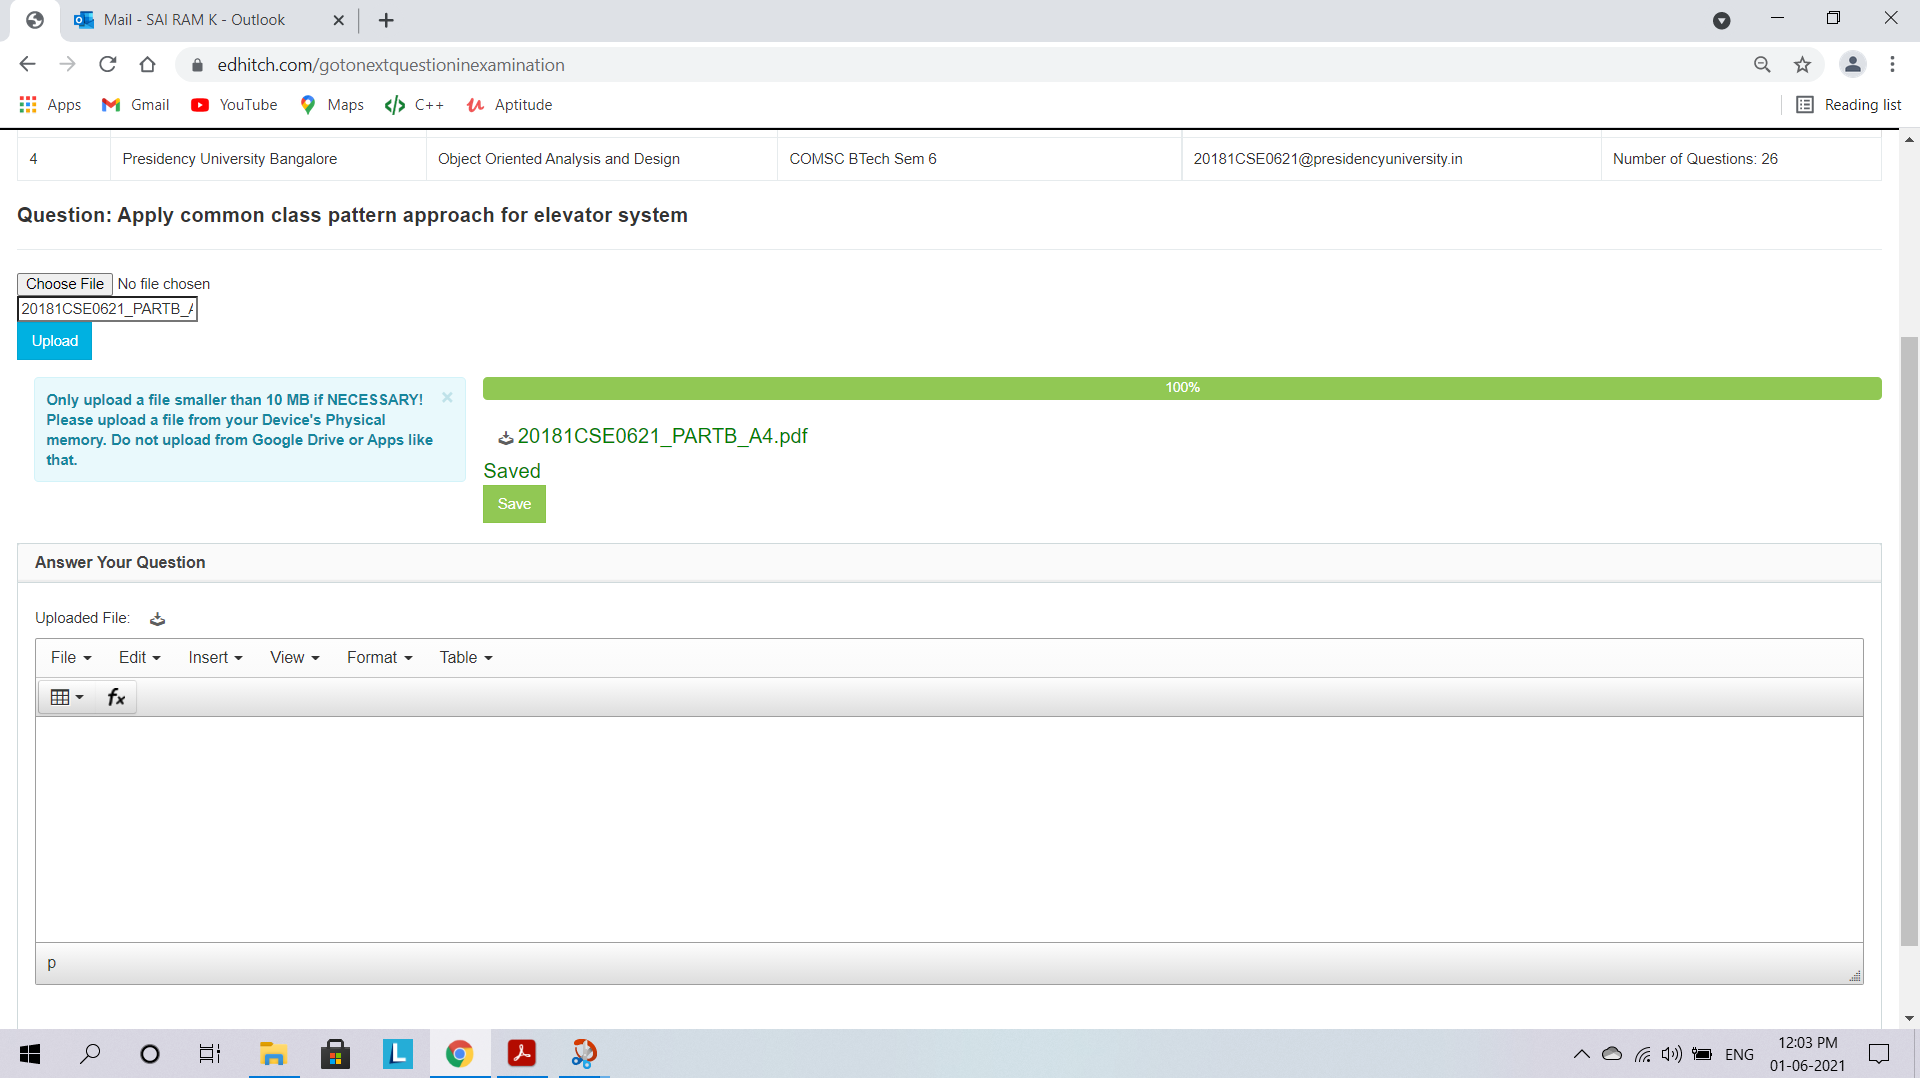 Mail - SAI RAM K - Outlook
edhitch.com/gotonextquestioninexamination
Apps Gmail YouTube Maps C++ Aptitude Reading list
4 Presidency University Bangalore Object Oriented Analysis and Design COMSC BTech Sem 6 20181CSE0621@presidencyuniversity.in Number of Questions: 26
Question: Apply common class pattern approach for elevator system
Choose File No file chosen
20181CSE0621_PARTB_A
Upload
Only upload a file smaller than 10 MB if NECESSARY! ×
Please upload a file from your Device's Physical
memory. Do not upload from Google Drive or Apps like
that.
100%
20181CSE0621_PARTB_A4.pdf
Saved
Save
Answer Your Question
Uploaded File:
File Edit Insert View Format Table
fx
p
ENG
12:03 PM
01-06-2021